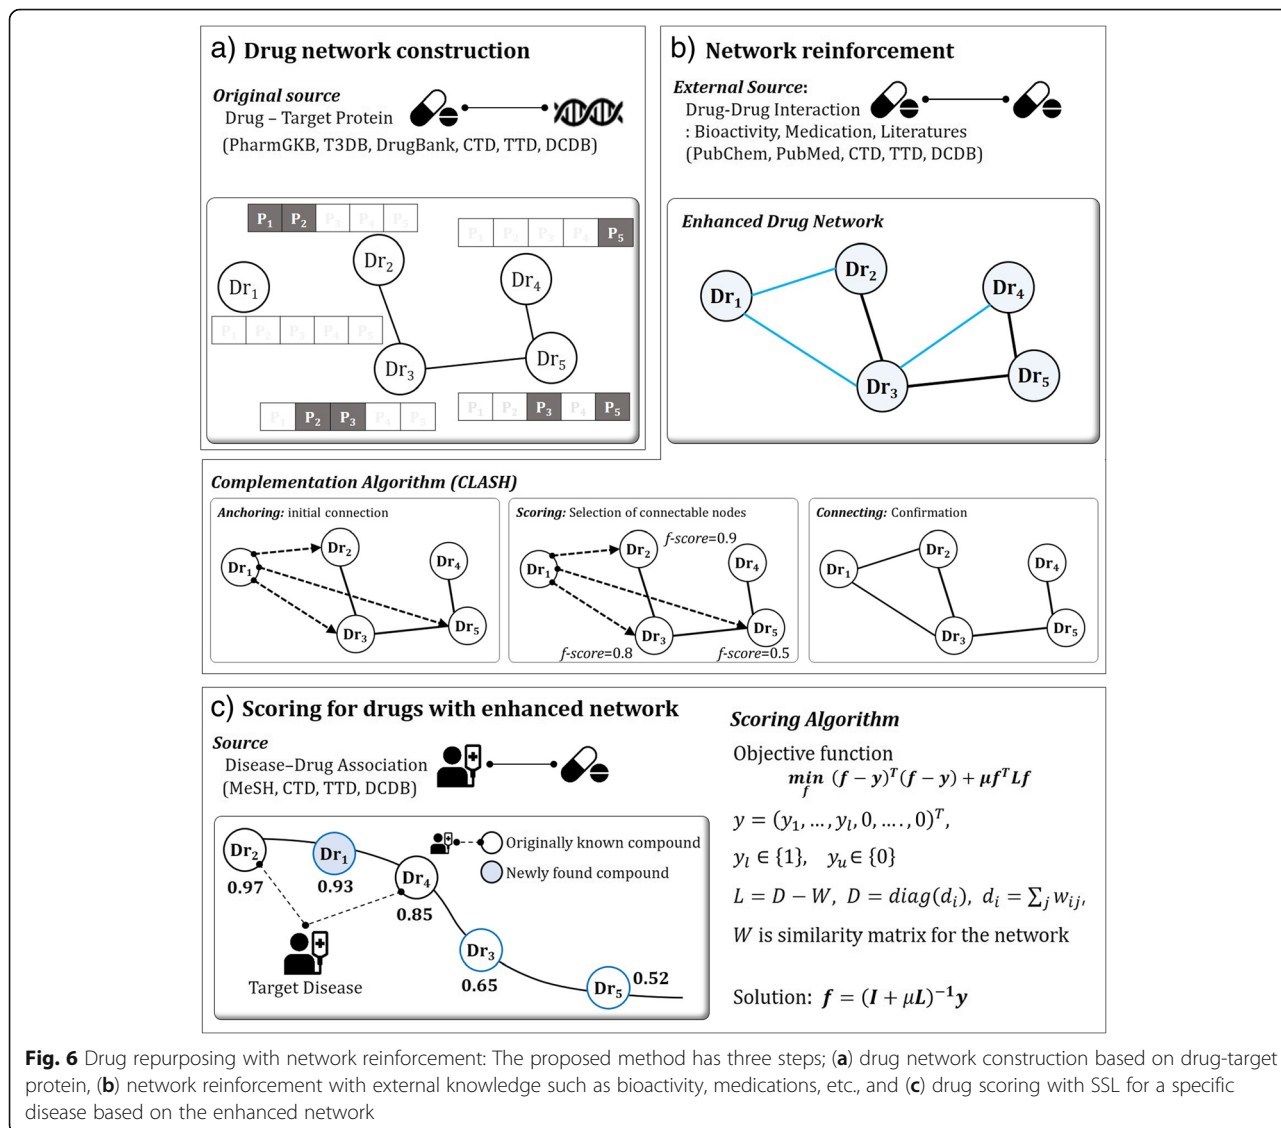 a) Drug network construction
Original source
Drug – Target Protein
(PharmGKB, T3DB, DrugBank, CTD, TTD, DCDB)
P1 P2 P3 P4 P5
P1 P2 P3 P4 P5
Dr2
Dr4
Dr1
P1 P2 P3 P4 P5
Dr5
Dr3
P1 P2 P3 P4 P5
P1 P2 P3 P4 P5
b) Network reinforcement
External Source:
Drug-Drug Interaction
: Bioactivity, Medication, Literatures
(PubChem, PubMed, CTD, TTD, DCDB)
Enhanced Drug Network
Dr2
Dr1
Dr4
Dr3
Dr5
Complementation Algorithm (CLASH)
Anchoring: initial connection
Dr2
Dr1
Dr4
Dr3
Dr5
Scoring: Selection of connectable nodes
f-score=0.9
Dr2
Dr1
Dr4
Dr3
Dr5
f-score=0.8
f-score=0.5
Connecting: Confirmation
Dr2
Dr1
Dr4
Dr3
Dr5
c) Scoring for drugs with enhanced network
Source
Disease–Drug Association
(MeSH, CTD, TTD, DCDB)
Originally known compound
Newly found compound
Dr2
0.97
Dr1
0.93
Dr4
0.85
Dr3
0.65
Dr5
0.52
Target Disease
Scoring Algorithm
Objective function
min f (f − y)^T (f − y) + μf^T Lf
y = (y1, ..., yl, 0, ...., 0)^T,
yl ∈ {1}, yu ∈ {0}
L = D − W, D = diag(di), di = ∑j wij,
W is similarity matrix for the network
Solution: f = (I + μL)^−1 y
Fig. 6 Drug repurposing with network reinforcement: The proposed method has three steps; (a) drug network construction based on drug-target
protein, (b) network reinforcement with external knowledge such as bioactivity, medications, etc., and (c) drug scoring with SSL for a specific
disease based on the enhanced network